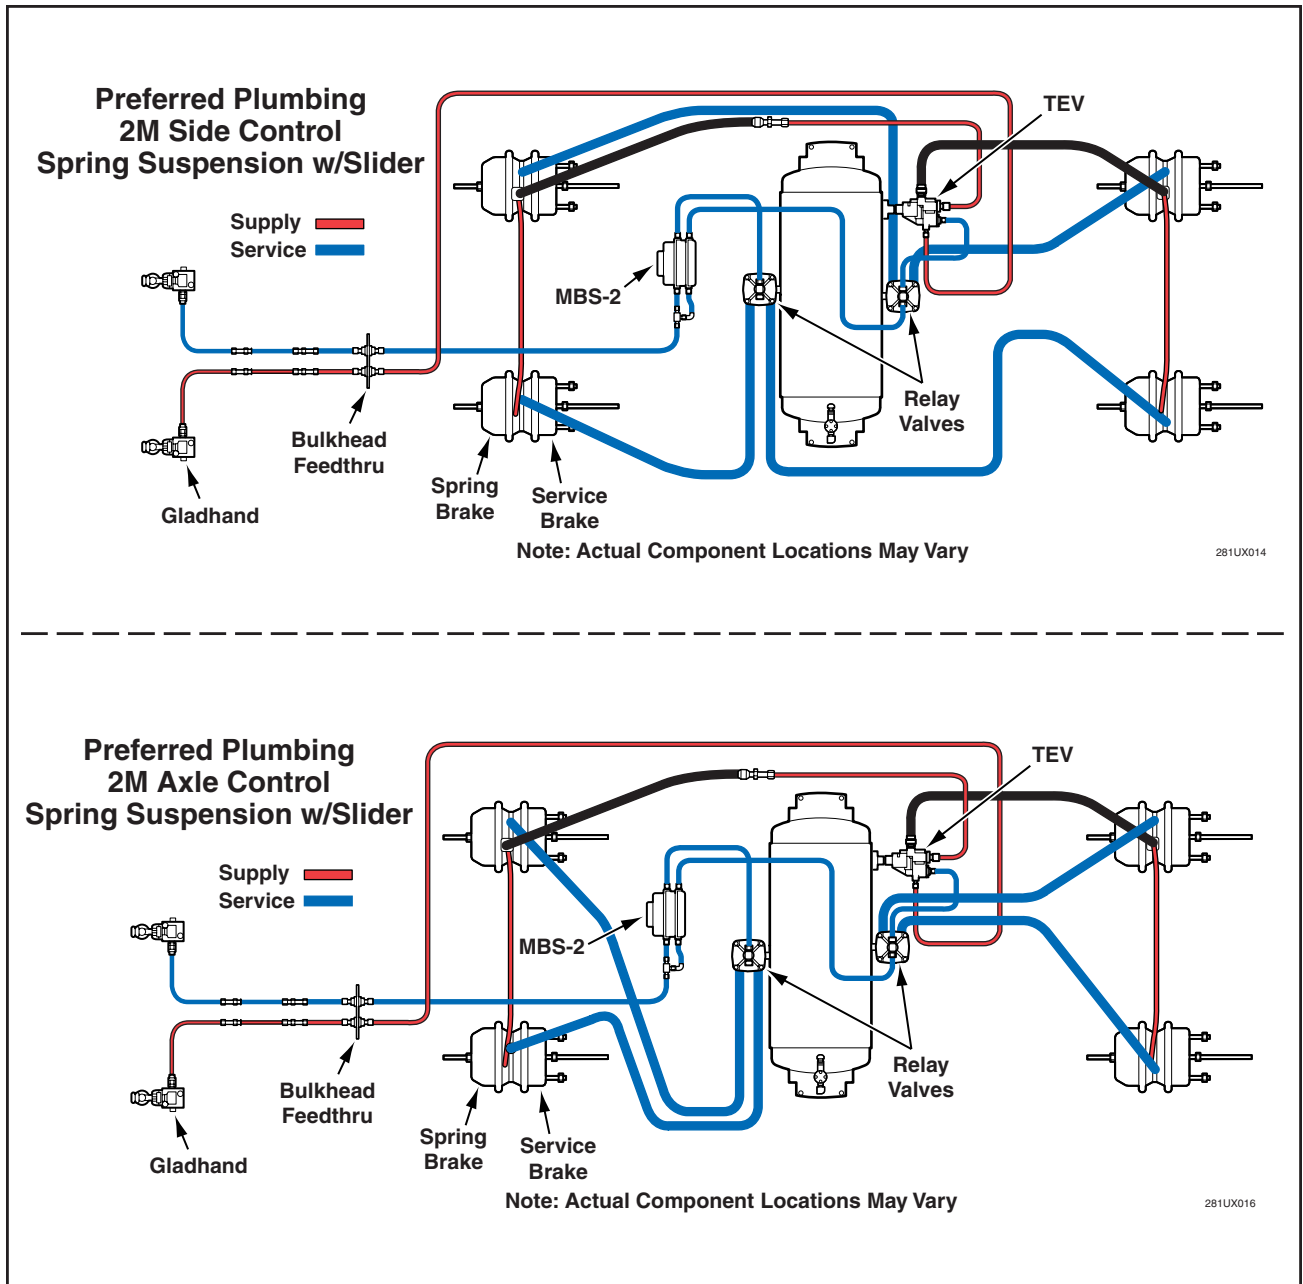 Preferred Plumbing
2M Side Control
Spring Suspension w/Slider
Supply
Service
TEV
MBS-2
Relay
Valves
Bulkhead
Feedthru
Gladhand
Spring
Brake
Service
Brake
Note: Actual Component Locations May Vary
281UX014
Preferred Plumbing
2M Axle Control
Spring Suspension w/Slider
Supply
Service
TEV
MBS-2
Relay
Valves
Bulkhead
Feedthru
Gladhand
Spring
Brake
Service
Brake
Note: Actual Component Locations May Vary
281UX016